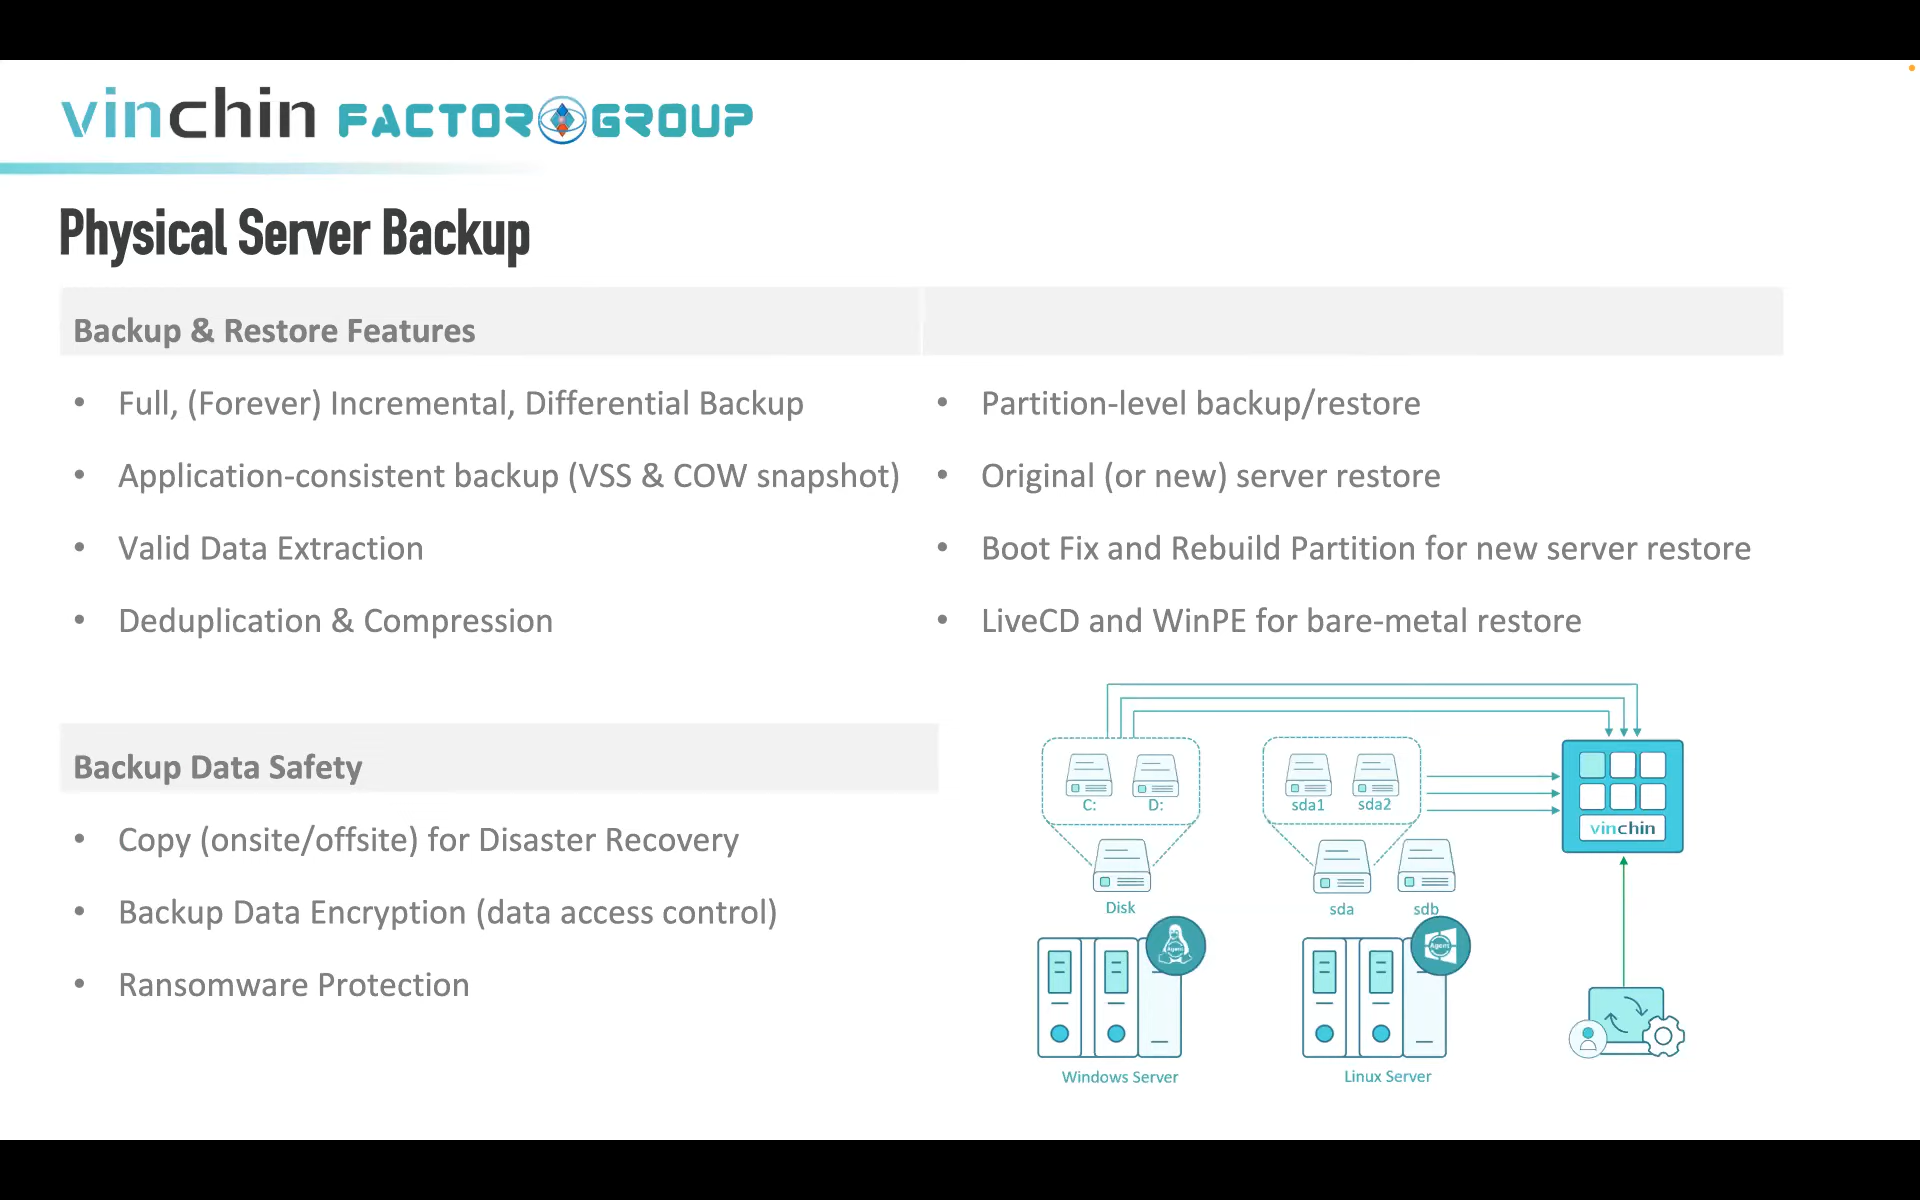 vinchin FACTOR GROUP
Physical Server Backup
Backup & Restore Features
• Full, (Forever) Incremental, Differential Backup
• Application-consistent backup (VSS & COW snapshot)
• Valid Data Extraction
• Deduplication & Compression
• Partition-level backup/restore
• Original (or new) server restore
• Boot Fix and Rebuild Partition for new server restore
• LiveCD and WinPE for bare-metal restore
Backup Data Safety
• Copy (onsite/offsite) for Disaster Recovery
• Backup Data Encryption (data access control)
• Ransomware Protection
C: D:
sda1 sda2
vinchin
Disk
sda sdb
Agent
Agent
Windows Server
Linux Server